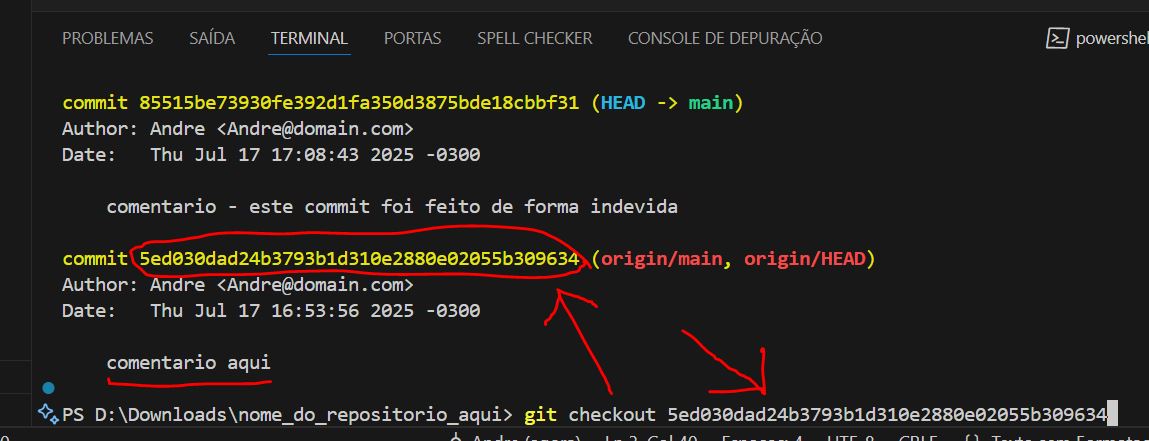 PROBLEMAS SAÍDA TERMINAL PORTAS SPELL CHECKER CONSOLE DE DEPURAÇÃO
commit 85515be73930fe392d1fa350d3875bde18cbbf31 (HEAD -> main)
Author: Andre <Andre@domain.com>
Date:   Thu Jul 17 17:08:43 2025 -0300
comentario - este commit foi feito de forma indevida
commit 5ed030dad24b3793b1d310e2880e02055b309634 (origin/main, origin/HEAD)
Author: Andre <Andre@domain.com>
Date:   Thu Jul 17 16:53:56 2025 -0300
comentario aqui
PS D:\Downloads\nome_do_repositorio_aqui> git checkout 5ed030dad24b3793b1d310e2880e02055b309634